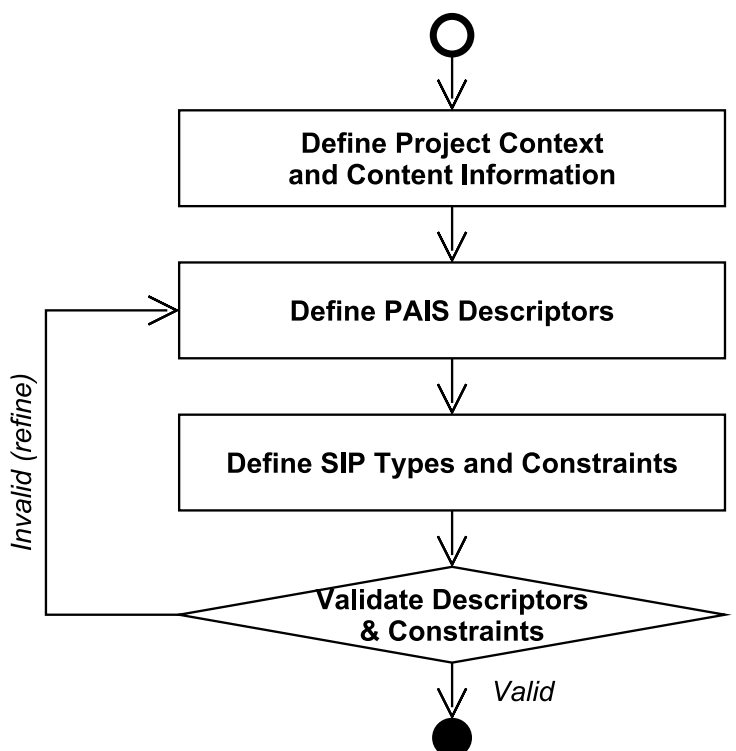 Define Project Context
and Content Information
Define PAIS Descriptors
Invalid (refine)
Define SIP Types and Constraints
Validate Descriptors
& Constraints
Valid